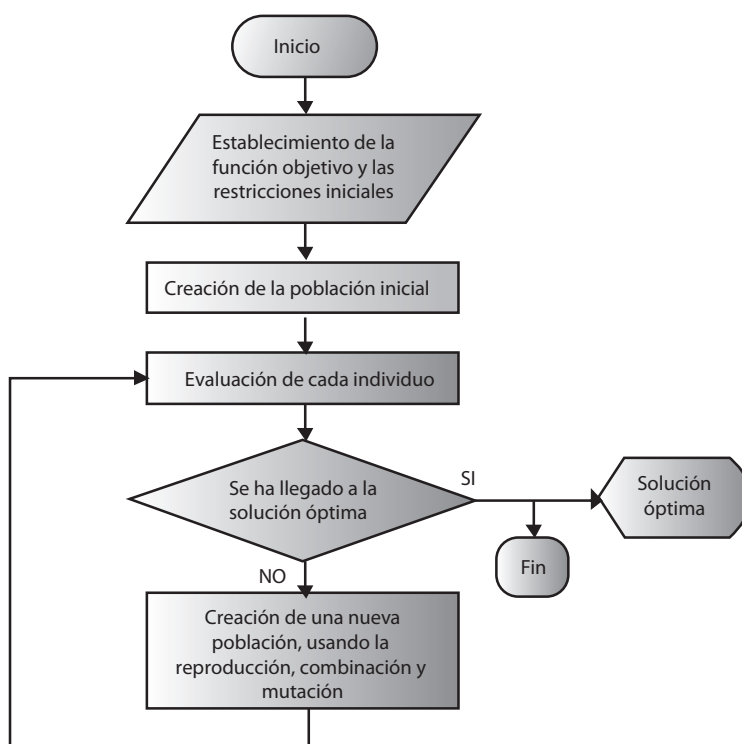 Inicio
Establecimiento de la
función objetivo y las
restricciones iniciales
Creación de la población inicial
Evaluación de cada individuo
Se ha llegado a la
solución óptima
SI
Solución
óptima
Fin
NO
Creación de una nueva
población, usando la
reproducción, combinación y
mutación